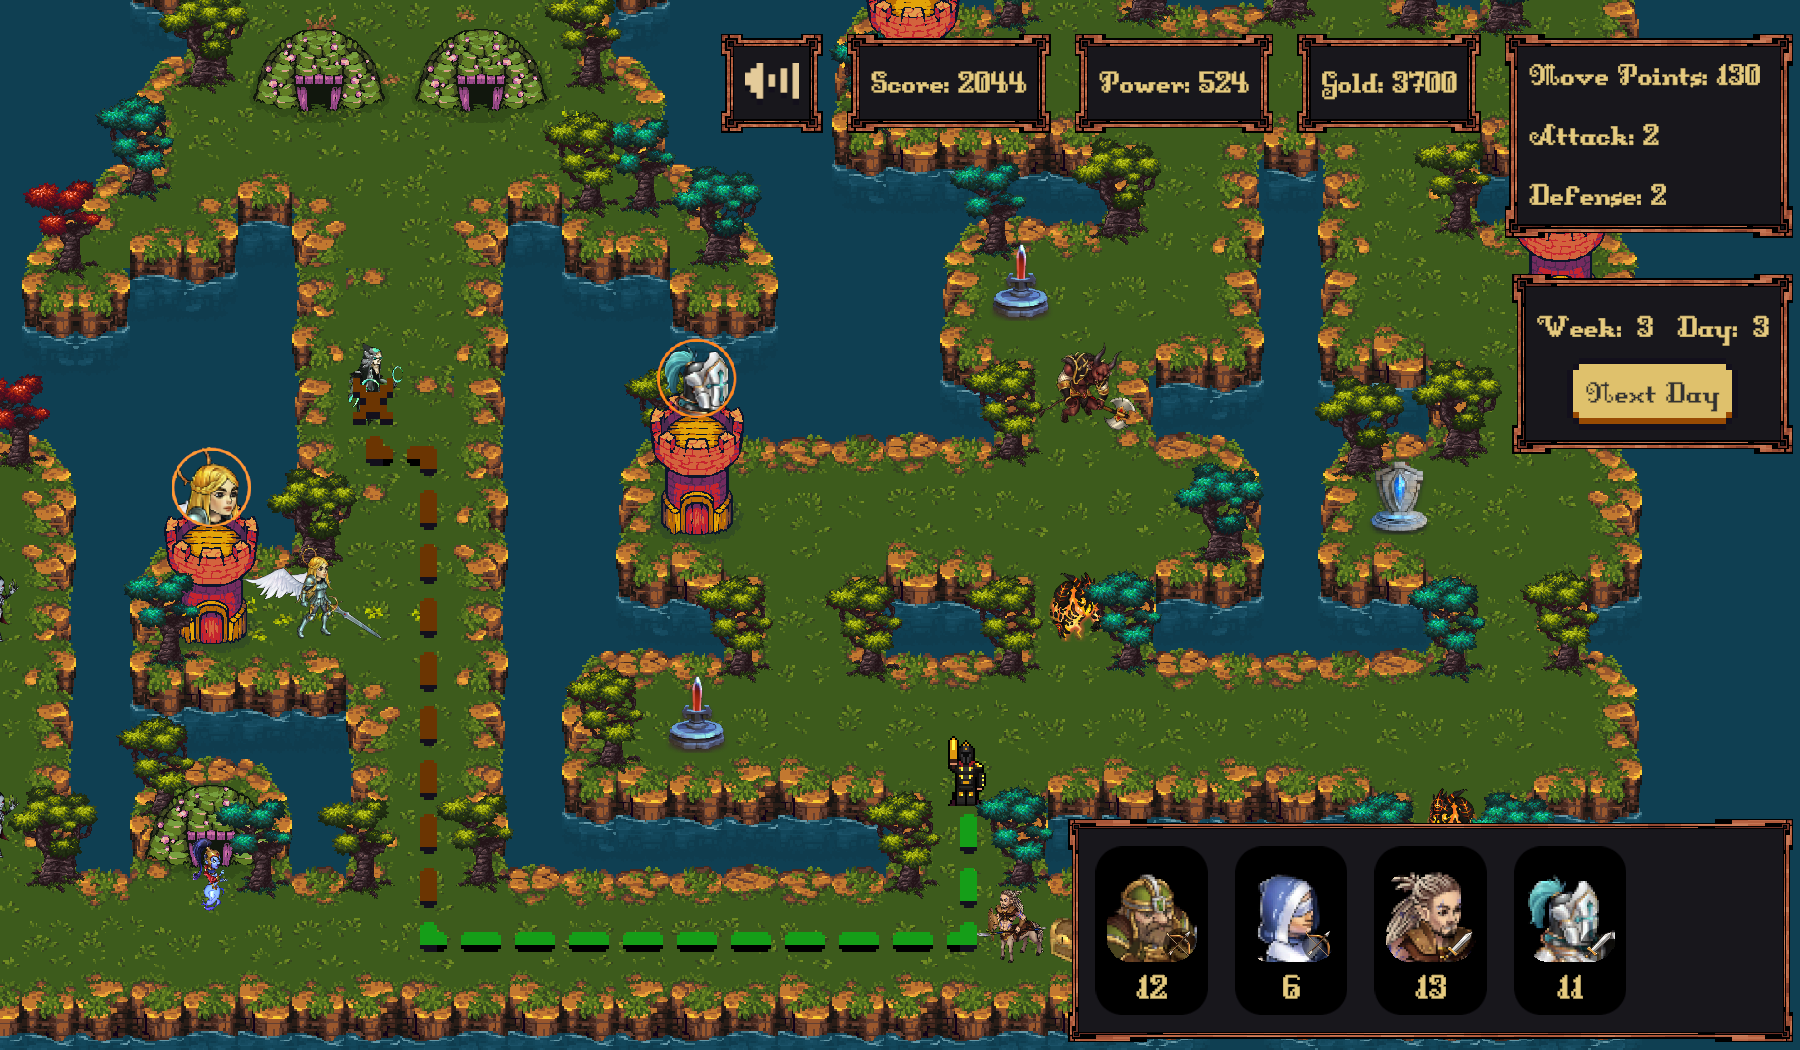 Score: 2044
Power: 524
Gold: 3700
Move Points: 130
Attack: 2
Defense: 2
Week: 3 Day: 3
Next Day
12
6
13
11